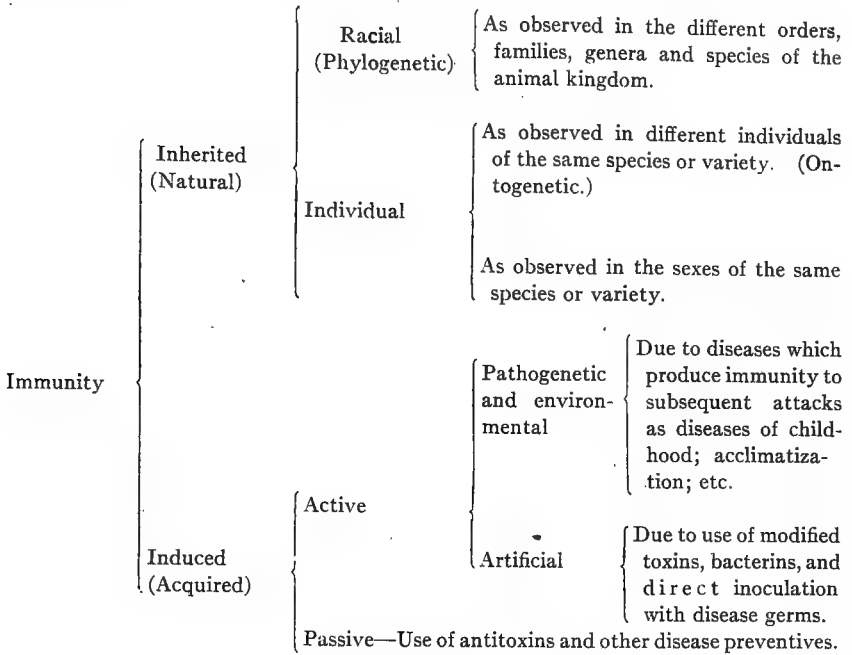 Racial
(Phylogenetic)
As observed in the different orders,
families, genera and species of the
animal kingdom.
Inherited
(Natural)
Individual
As observed in different individuals
of the same species or variety. (On-
togenetic.)
As observed in the sexes of the same
species or variety.
Immunity
Pathogenetic
and environ-
mental
Due to diseases which
produce immunity to
subsequent attacks
as diseases of child-
hood; acclimatiza-
tion; etc.
Induced
(Acquired)
Active
Artificial
Due to use of modified
toxins, bacterins, and
direct inoculation
with disease germs.
Passive—Use of antitoxins and other disease preventives.